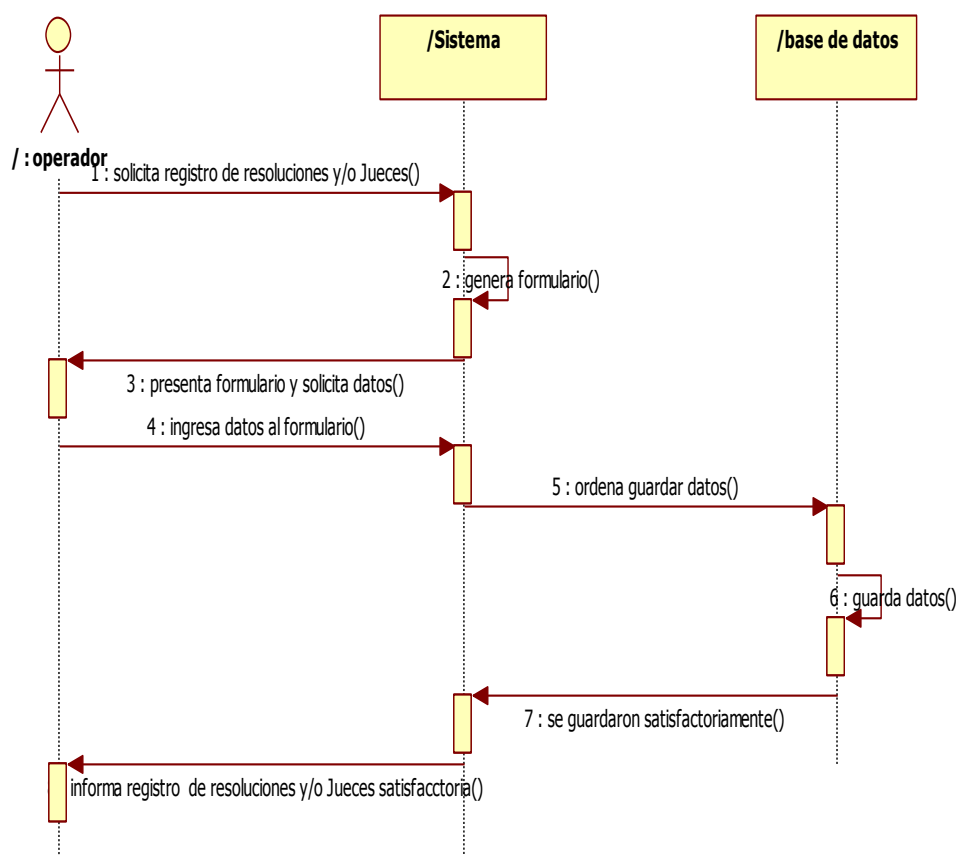 /Sistema
/base de datos
/ : operador
1 : solicita registro de resoluciones y/o Jueces()
2 : genera formulario()
3 : presenta formulario y solicita datos()
4 : ingresa datos al formulario()
5 : ordena guardar datos()
6 : guarda datos()
7 : se guardaron satisfactoriamente()
informa registro de resoluciones y/o Jueces satisfacctoria()